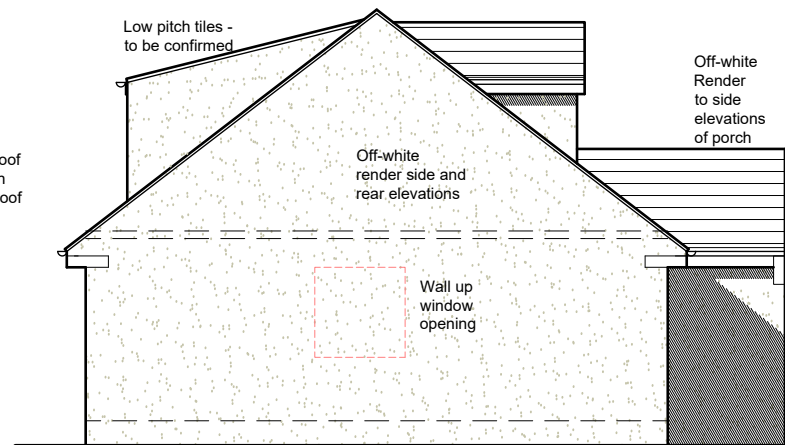 Low pitch tiles -
to be confirmed
Off-white
Render
to side
elevations
of porch
Off-white
render side and
rear elevations
Wall up
window
opening